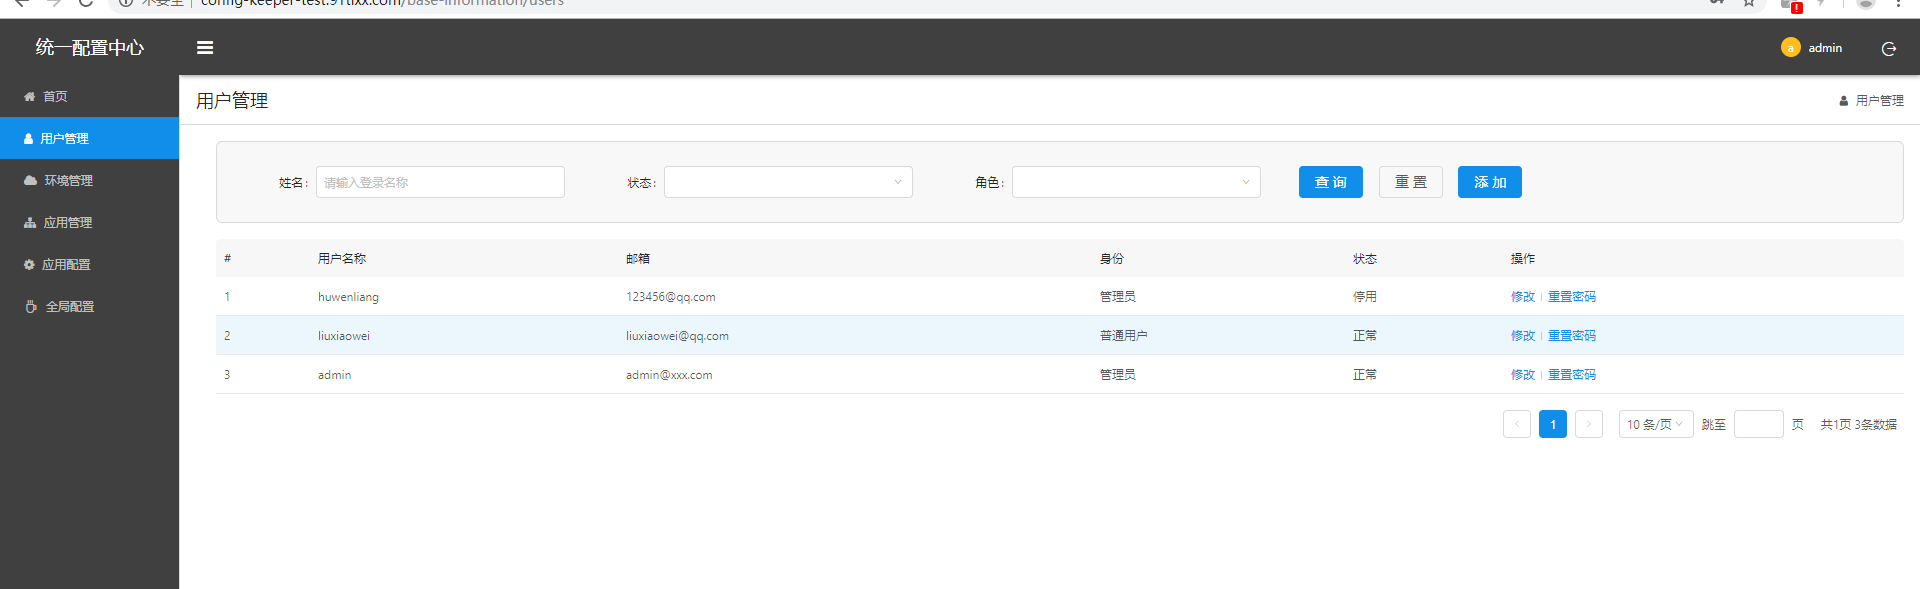 不安全 | config-keeper-test.91tlxx.com/base-information/users
统一配置中心
a admin
首页
用户管理
环境管理
应用管理
应用配置
全局配置
用户管理
用户管理
姓名: 请输入登录名称 状态: 角色: 查 询 重 置 添 加
# 用户名称 邮箱 身份 状态 操作
1 huwenliang 123456@qq.com 管理员 停用 修改 | 重置密码
2 liuxiaowei liuxiaowei@qq.com 普通用户 正常 修改 | 重置密码
3 admin admin@xxx.com 管理员 正常 修改 | 重置密码
1 10 条/页 跳至 页 共1页 3条数据